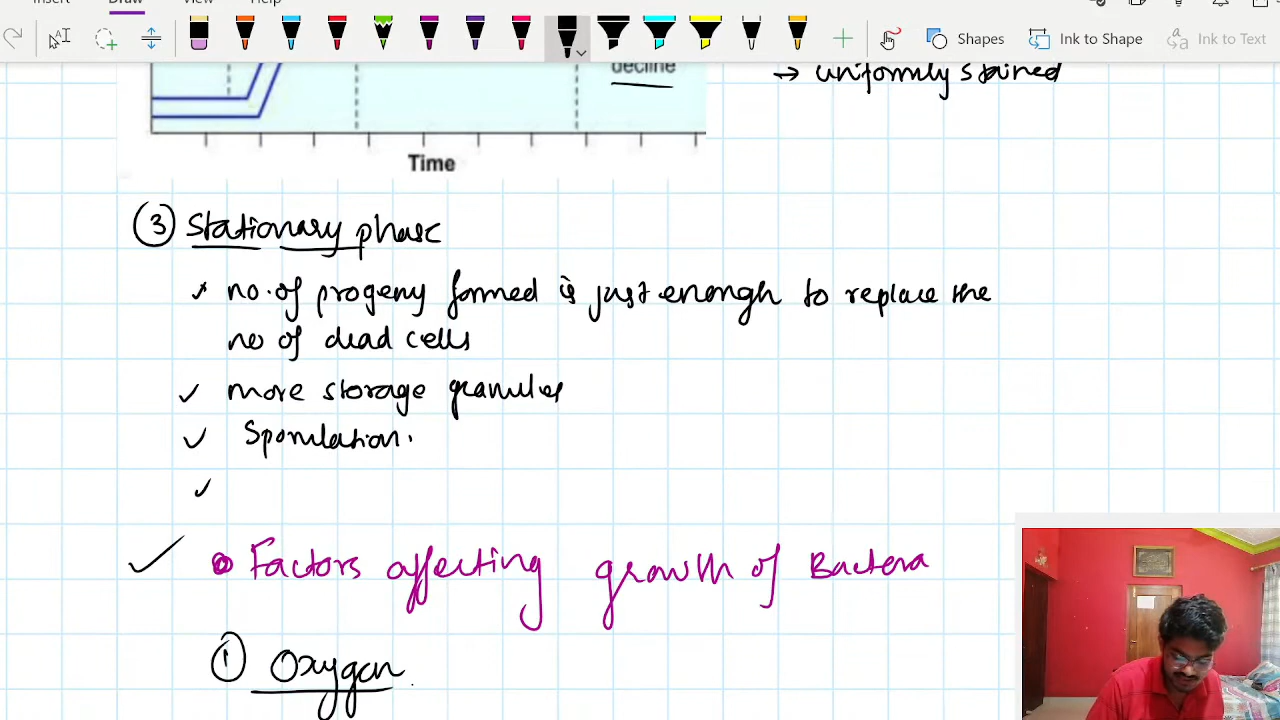 Insert Draw View Help
Shapes Ink to Shape Ink to Text
decline
→ uniformly stained
Time
③ Stationary phase
no. of progeny formed is just enough to replace the
no of dead cells
✓ more storage granules
✓ Sporulation.
✓
✓ Factors affecting growth of Bactera
① Oxygen